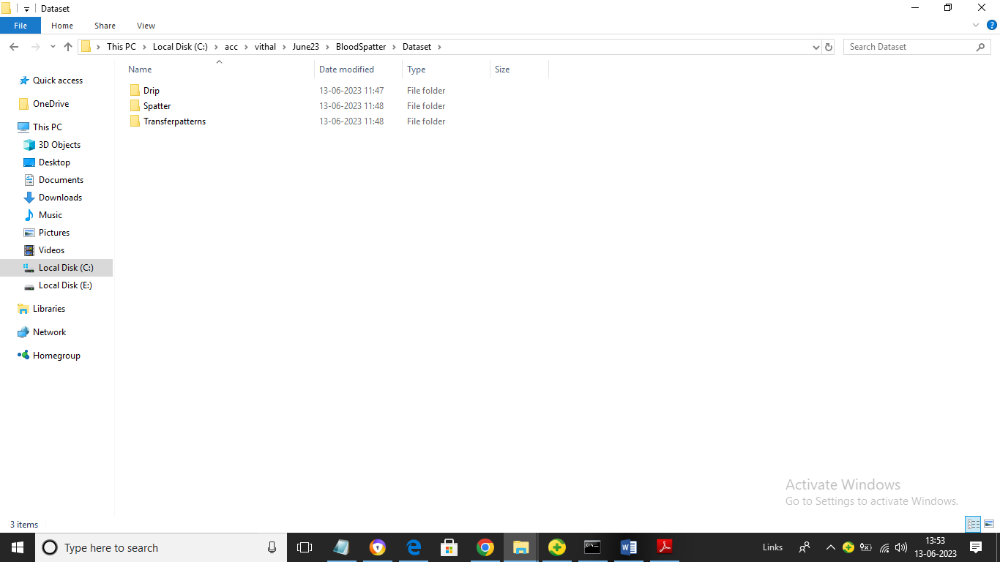 Dataset
File Home Share View
This PC Local Disk (C:) acc vithal June23 BloodSpatter Dataset Search Dataset
Name Date modified Type Size
Drip 13-06-2023 11:47 File folder
Spatter 13-06-2023 11:48 File folder
Transferpatterns 13-06-2023 11:48 File folder
Quick access
OneDrive
This PC
3D Objects
Desktop
Documents
Downloads
Music
Pictures
Videos
Local Disk (C:)
Local Disk (E:)
Libraries
Network
Homegroup
Activate Windows
Go to Settings to activate Windows.
3 items
Type here to search Links 13:53
13-06-2023